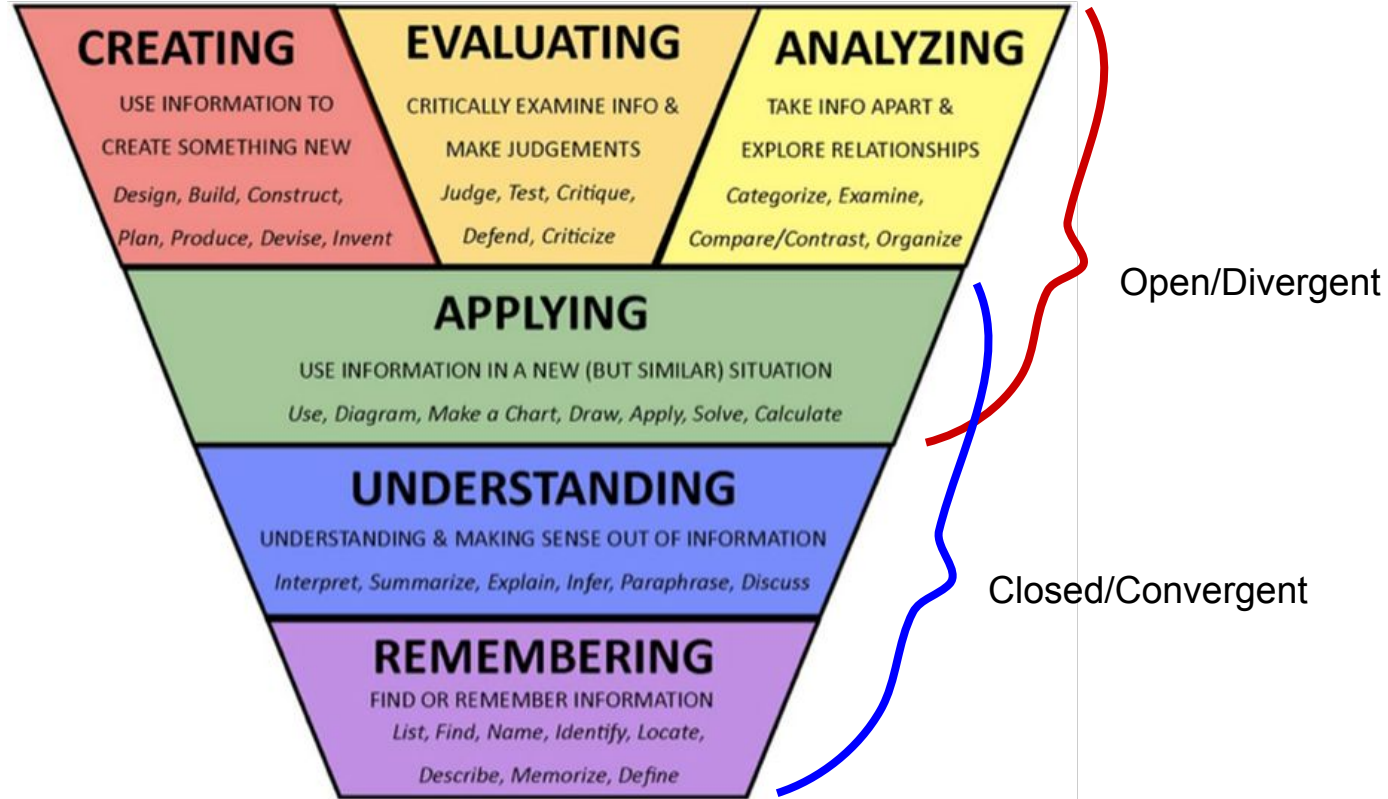 CREATING
USE INFORMATION TO
CREATE SOMETHING NEW
Design, Build, Construct,
Plan, Produce, Devise, Invent
EVALUATING
CRITICALLY EXAMINE INFO &
MAKE JUDGEMENTS
Judge, Test, Critique,
Defend, Criticize
ANALYZING
TAKE INFO APART &
EXPLORE RELATIONSHIPS
Categorize, Examine,
Compare/Contrast, Organize
Open/Divergent
APPLYING
USE INFORMATION IN A NEW (BUT SIMILAR) SITUATION
Use, Diagram, Make a Chart, Draw, Apply, Solve, Calculate
UNDERSTANDING
UNDERSTANDING & MAKING SENSE OUT OF INFORMATION
Interpret, Summarize, Explain, Infer, Paraphrase, Discuss
Closed/Convergent
REMEMBERING
FIND OR REMEMBER INFORMATION
List, Find, Name, Identify, Locate,
Describe, Memorize, Define